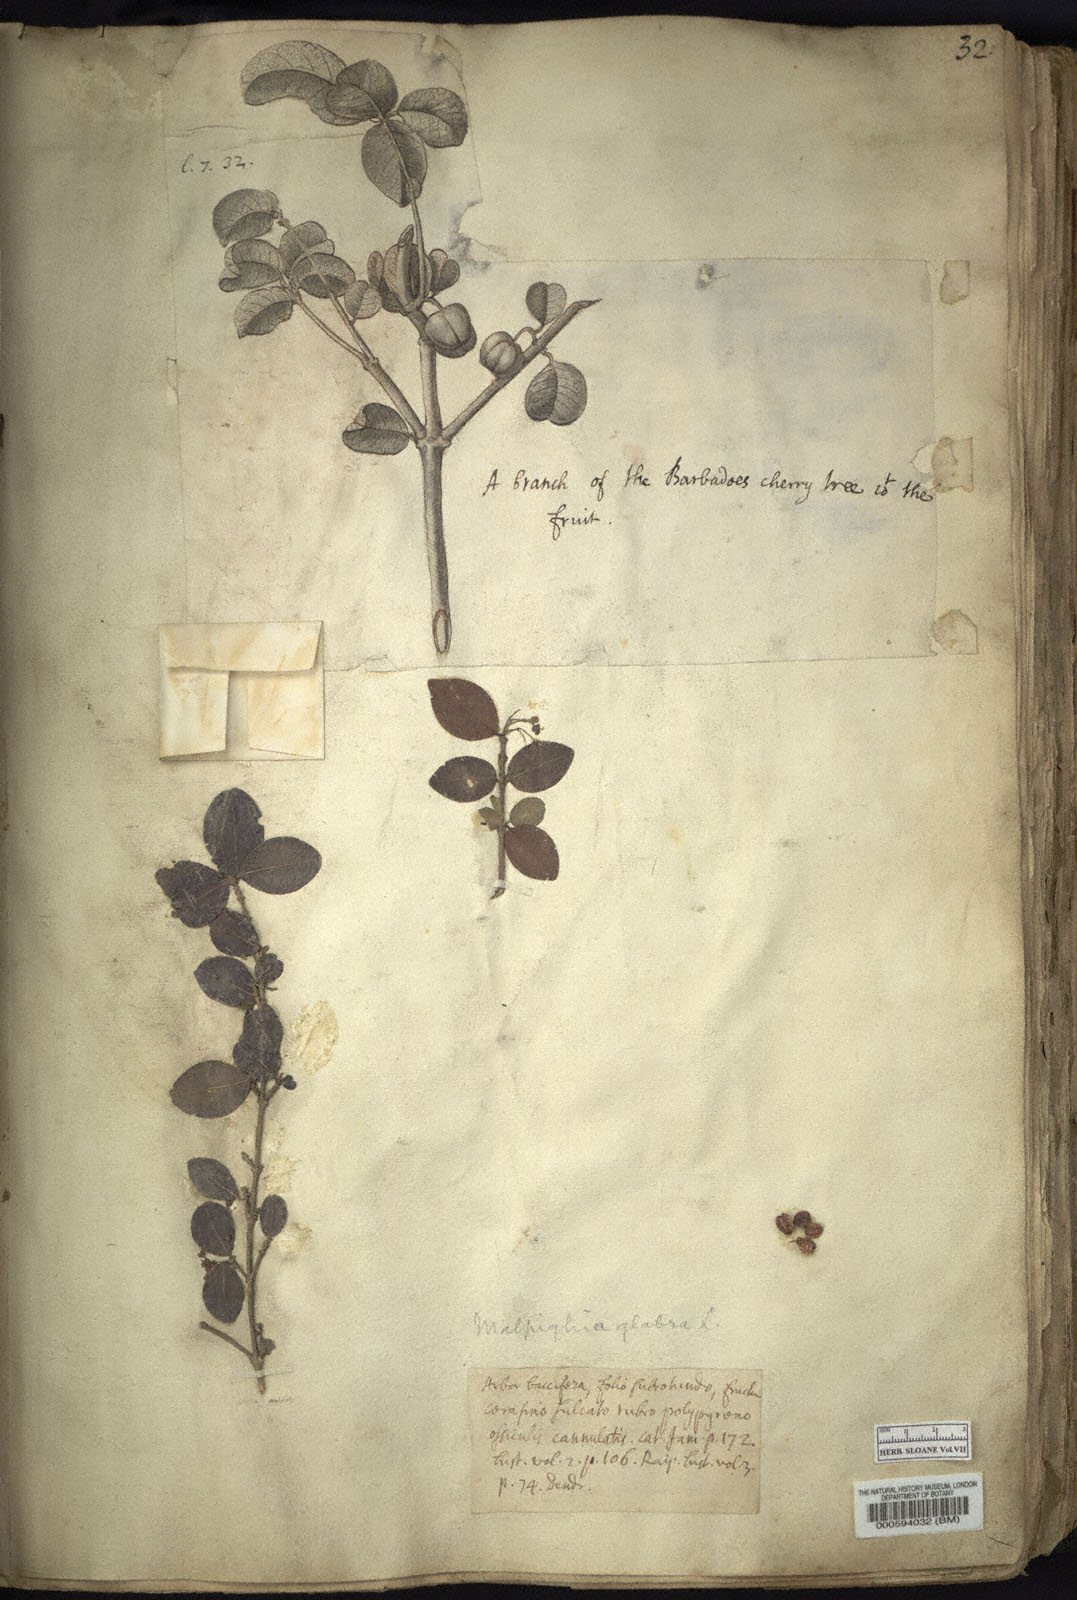 32
l. 7. 32.
A branch of the Barbadoes cherry tree wt the
fruit.
Malpighia glabra L.
Arbor baccifera, folio subrotundo, fructu
cerasino sulcato rubro polypyreno
ossiculis cannulatis. Cat. Jam. p. 172.
hist. vol. 2. p. 106. Raij. hist. vol. 3.
p. 74. Dendr.
HERB. SLOANE Vol. VII
THE NATURAL HISTORY MUSEUM, LONDON
DEPARTMENT OF BOTANY
000594032 (BM)